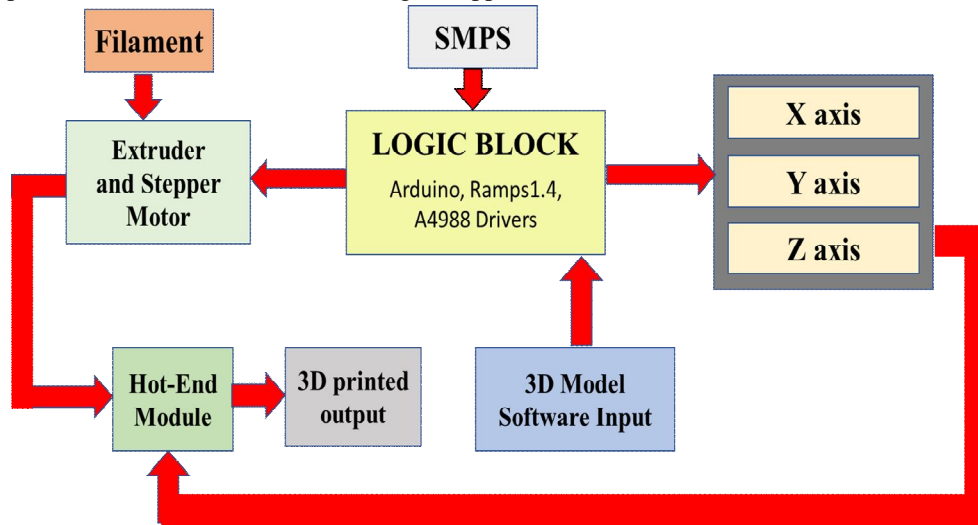 Filament
SMPS
Extruder
and Stepper
Motor
LOGIC BLOCK
Arduino, Ramps1.4,
A4988 Drivers
X axis
Y axis
Z axis
Hot-End
Module
3D printed
output
3D Model
Software Input